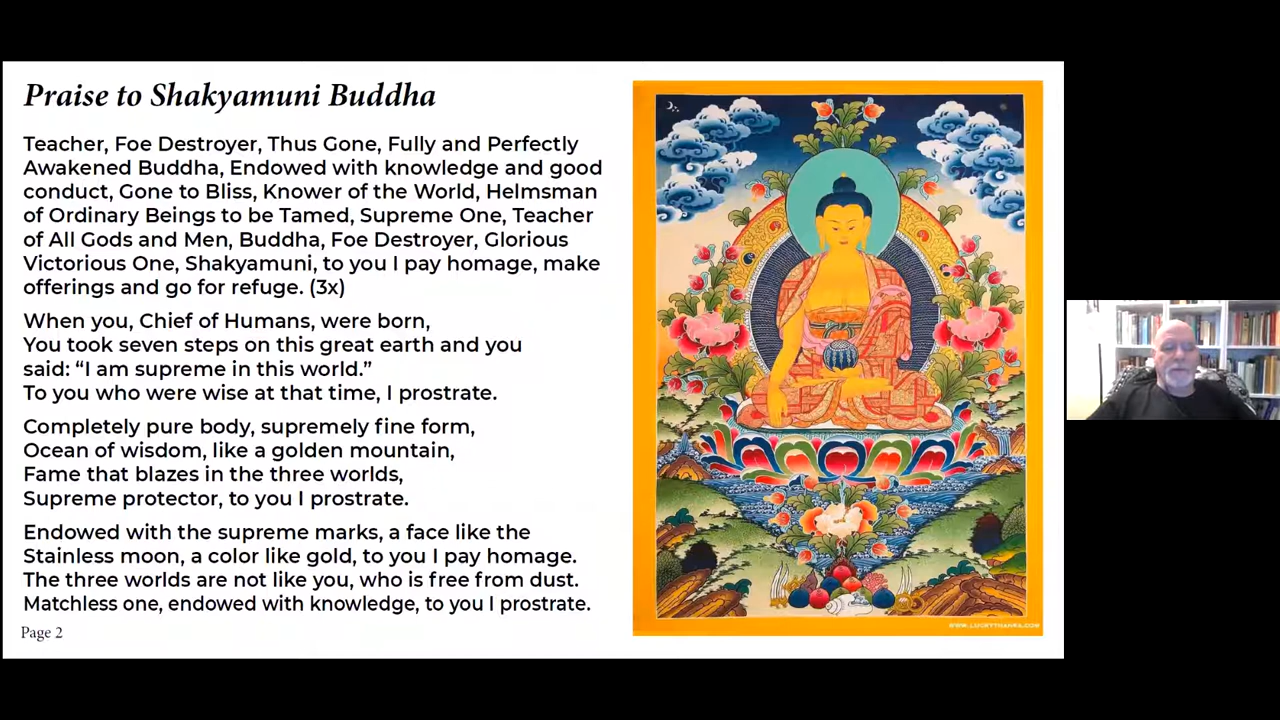 Praise to Shakyamuni Buddha
Teacher, Foe Destroyer, Thus Gone, Fully and Perfectly
Awakened Buddha, Endowed with knowledge and good
conduct, Gone to Bliss, Knower of the World, Helmsman
of Ordinary Beings to be Tamed, Supreme One, Teacher
of All Gods and Men, Buddha, Foe Destroyer, Glorious
Victorious One, Shakyamuni, to you I pay homage, make
offerings and go for refuge. (3x)
When you, Chief of Humans, were born,
You took seven steps on this great earth and you
said: “I am supreme in this world.”
To you who were wise at that time, I prostrate.
Completely pure body, supremely fine form,
Ocean of wisdom, like a golden mountain,
Fame that blazes in the three worlds,
Supreme protector, to you I prostrate.
Endowed with the supreme marks, a face like the
Stainless moon, a color like gold, to you I pay homage.
The three worlds are not like you, who is free from dust.
Matchless one, endowed with knowledge, to you I prostrate.
Page 2
WWW.LUCKYTHANKA.COM